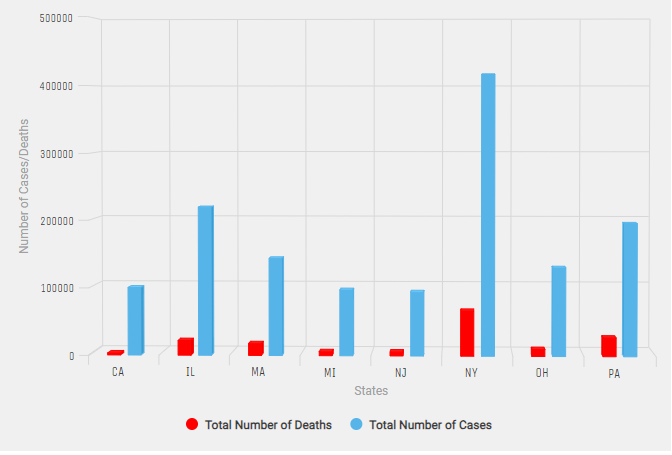 500000
400000
300000
200000
100000
0
Number of Cases/Deaths
CA IL MA MI NJ NY OH PA
States
Total Number of Deaths Total Number of Cases